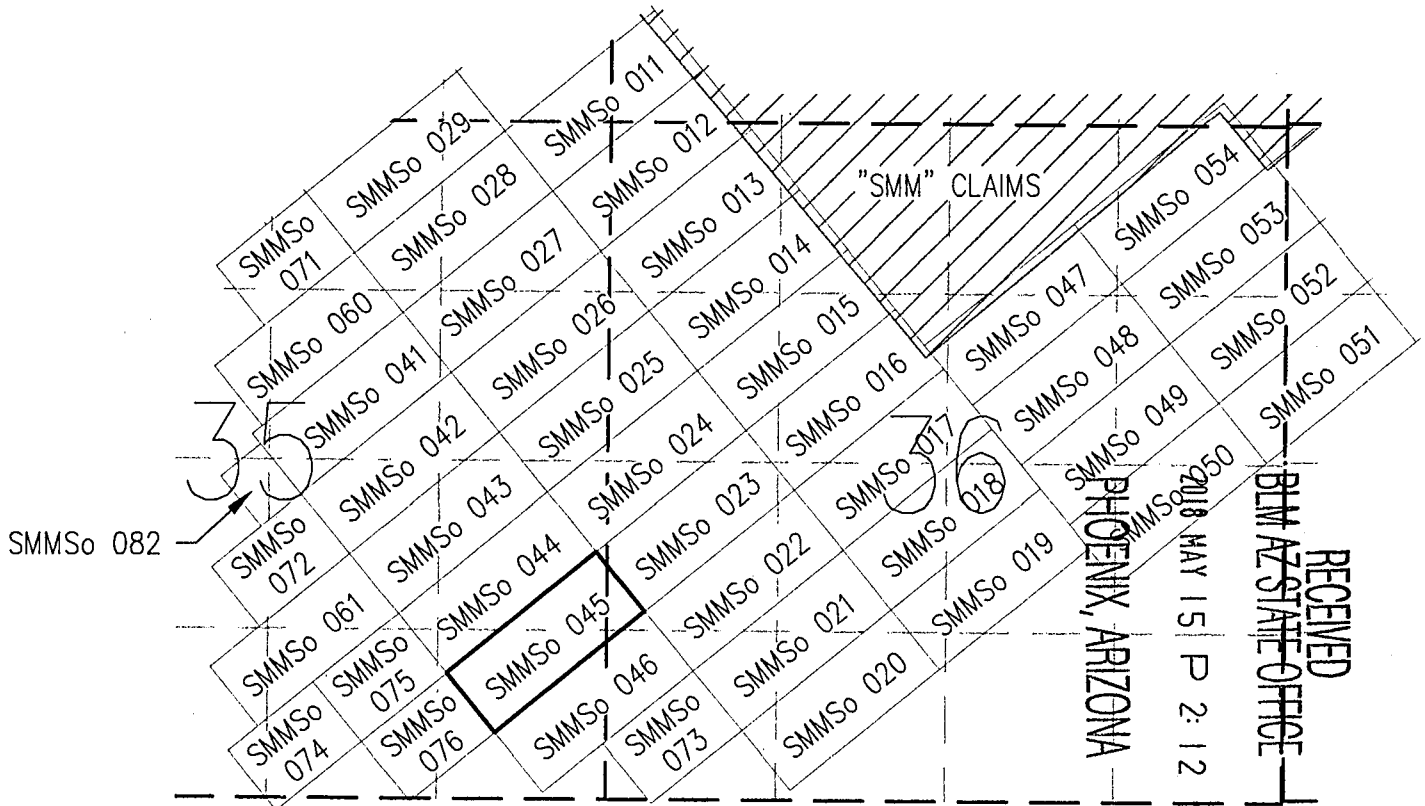 SMMSo 011
SMMSo 029
SMMSo 012
SMMSo 028
SMMSo 013
"SMM" CLAIMS
SMMSo 054
SMMSo
071
SMMSo 027
SMMSo 014
SMMSo 053
SMMSo 060
SMMSo 026
SMMSo 015
SMMSo 047
SMMSo 052
SMMSo 041
SMMSo 025
SMMSo 016
SMMSo 048
SMMSo 051
35
SMMSo 042
SMMSo 024
SMMSo 017
36
SMMSo 049
SMMSo 082
SMMSo
072
SMMSo 043
SMMSo 023
SMMSo 018
SMMSo 050
SMMSo 061
SMMSo 044
SMMSo 022
SMMSo 019
SMMSo
075
SMMSo 045
SMMSo 021
SMMSo
074
SMMSo
076
SMMSo 046
SMMSo
073
SMMSo 020
RECEIVED
BLM AZ STATE OFFICE
2018 MAY 15 P 2:12
PHOENIX, ARIZONA